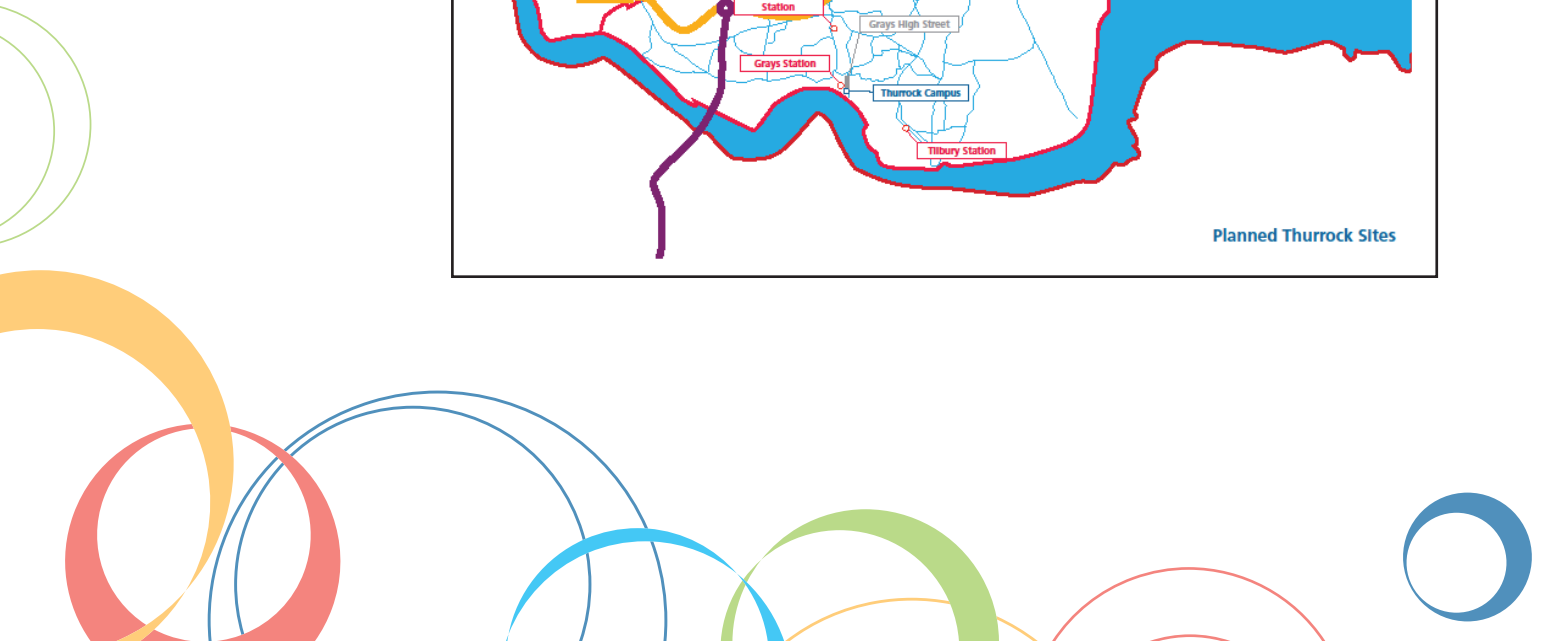 Station
Grays High Street
Grays Station
Thurrock Campus
Tilbury Station
Planned Thurrock Sites